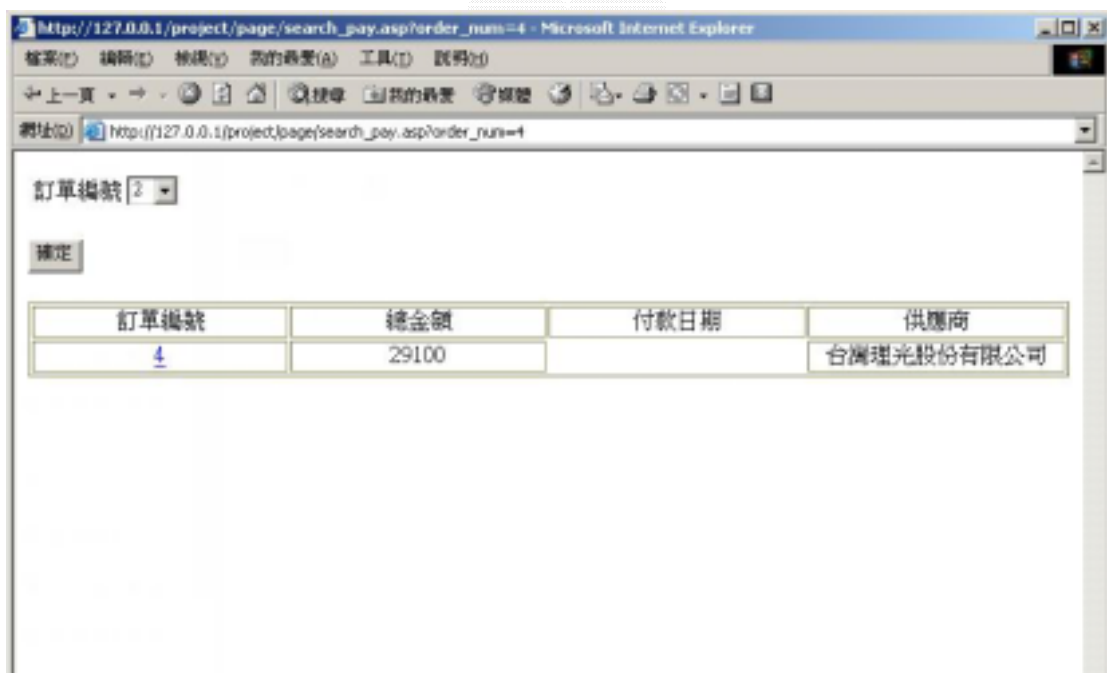 http://127.0.0.1/project/page/search_pay.asp?order_num=4 - Microsoft Internet Explorer
檔案(F) 編輯(E) 檢視(V) 我的最愛(A) 工具(T) 說明(H)
上一頁 搜尋 我的最愛 媒體
網址(D) http://127.0.0.1/project/page/search_pay.asp?order_num=4
訂單編號 2
確定
訂單編號 總金額 付款日期 供應商
4 29100 台灣理光股份有限公司